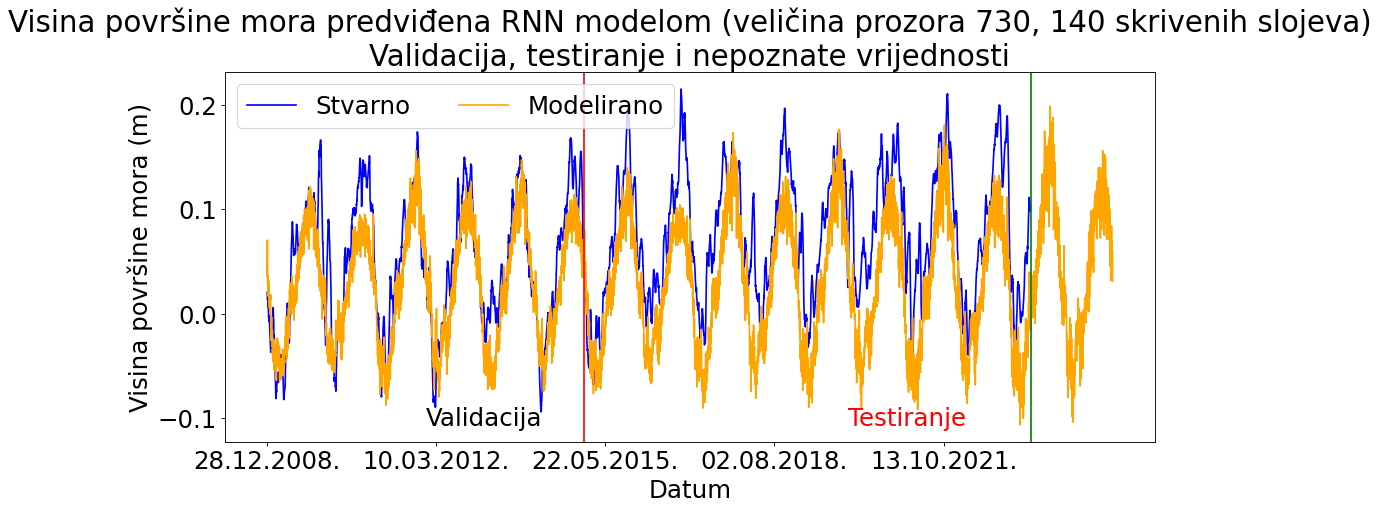 Visina površine mora predviđena RNN modelom (veličina prozora 730, 140 skrivenih slojeva)
Validacija, testiranje i nepoznate vrijednosti
Stvarno Modelirano
0.2
0.1
0.0
−0.1
Visina površine mora (m)
Validacija
Testiranje
28.12.2008. 10.03.2012. 22.05.2015. 02.08.2018. 13.10.2021.
Datum